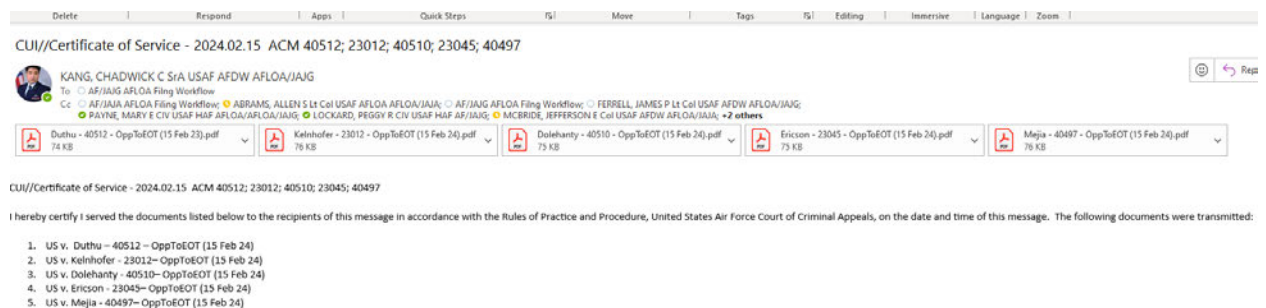 Delete Respond Apps Quick Steps Move Tags Editing Immersive Language Zoom
CUI//Certificate of Service - 2024.02.15 ACM 40512; 23012; 40510; 23045; 40497
KANG, CHADWICK C SrA USAF AFDW AFLOA/JAJG
To AF/JAJG AFLOA Filng Workflow
Cc AF/JAJA AFLOA Filing Workflow; ABRAMS, ALLEN S Lt Col USAF AFLOA AFLOA/JAJA; AF/JAJG AFLOA Filng Workflow; FERRELL, JAMES P Lt Col USAF AFDW AFLOA/JAJG;
PAYNE, MARY E CIV USAF HAF AFLOA/AFLOA/JAJG; LOCKARD, PEGGY R CIV USAF HAF AF/JAJG; MCBRIDE, JEFFERSON E Col USAF AFDW AFLOA/JAJA; +2 others
Duthu - 40512 - OppToEOT (15 Feb 23).pdf
74 KB
Kelnhofer - 23012 - OppToEOT (15 Feb 24).pdf
76 KB
Dolehanty - 40510 - OppToEOT (15 Feb 24).pdf
75 KB
Ericson - 23045 - OppToEOT (15 Feb 24).pdf
75 KB
Mejia - 40497 - OppToEOT (15 Feb 24).pdf
76 KB
CUI//Certificate of Service - 2024.02.15 ACM 40512; 23012; 40510; 23045; 40497
I hereby certify I served the documents listed below to the recipients of this message in accordance with the Rules of Practice and Procedure, United States Air Force Court of Criminal Appeals, on the date and time of this message. The following documents were transmitted:
1. US v. Duthu – 40512 – OppToEOT (15 Feb 24)
2. US v. Kelnhofer - 23012– OppToEOT (15 Feb 24)
3. US v. Dolehanty - 40510– OppToEOT (15 Feb 24)
4. US v. Ericson - 23045– OppToEOT (15 Feb 24)
5. US v. Mejia - 40497– OppToEOT (15 Feb 24)